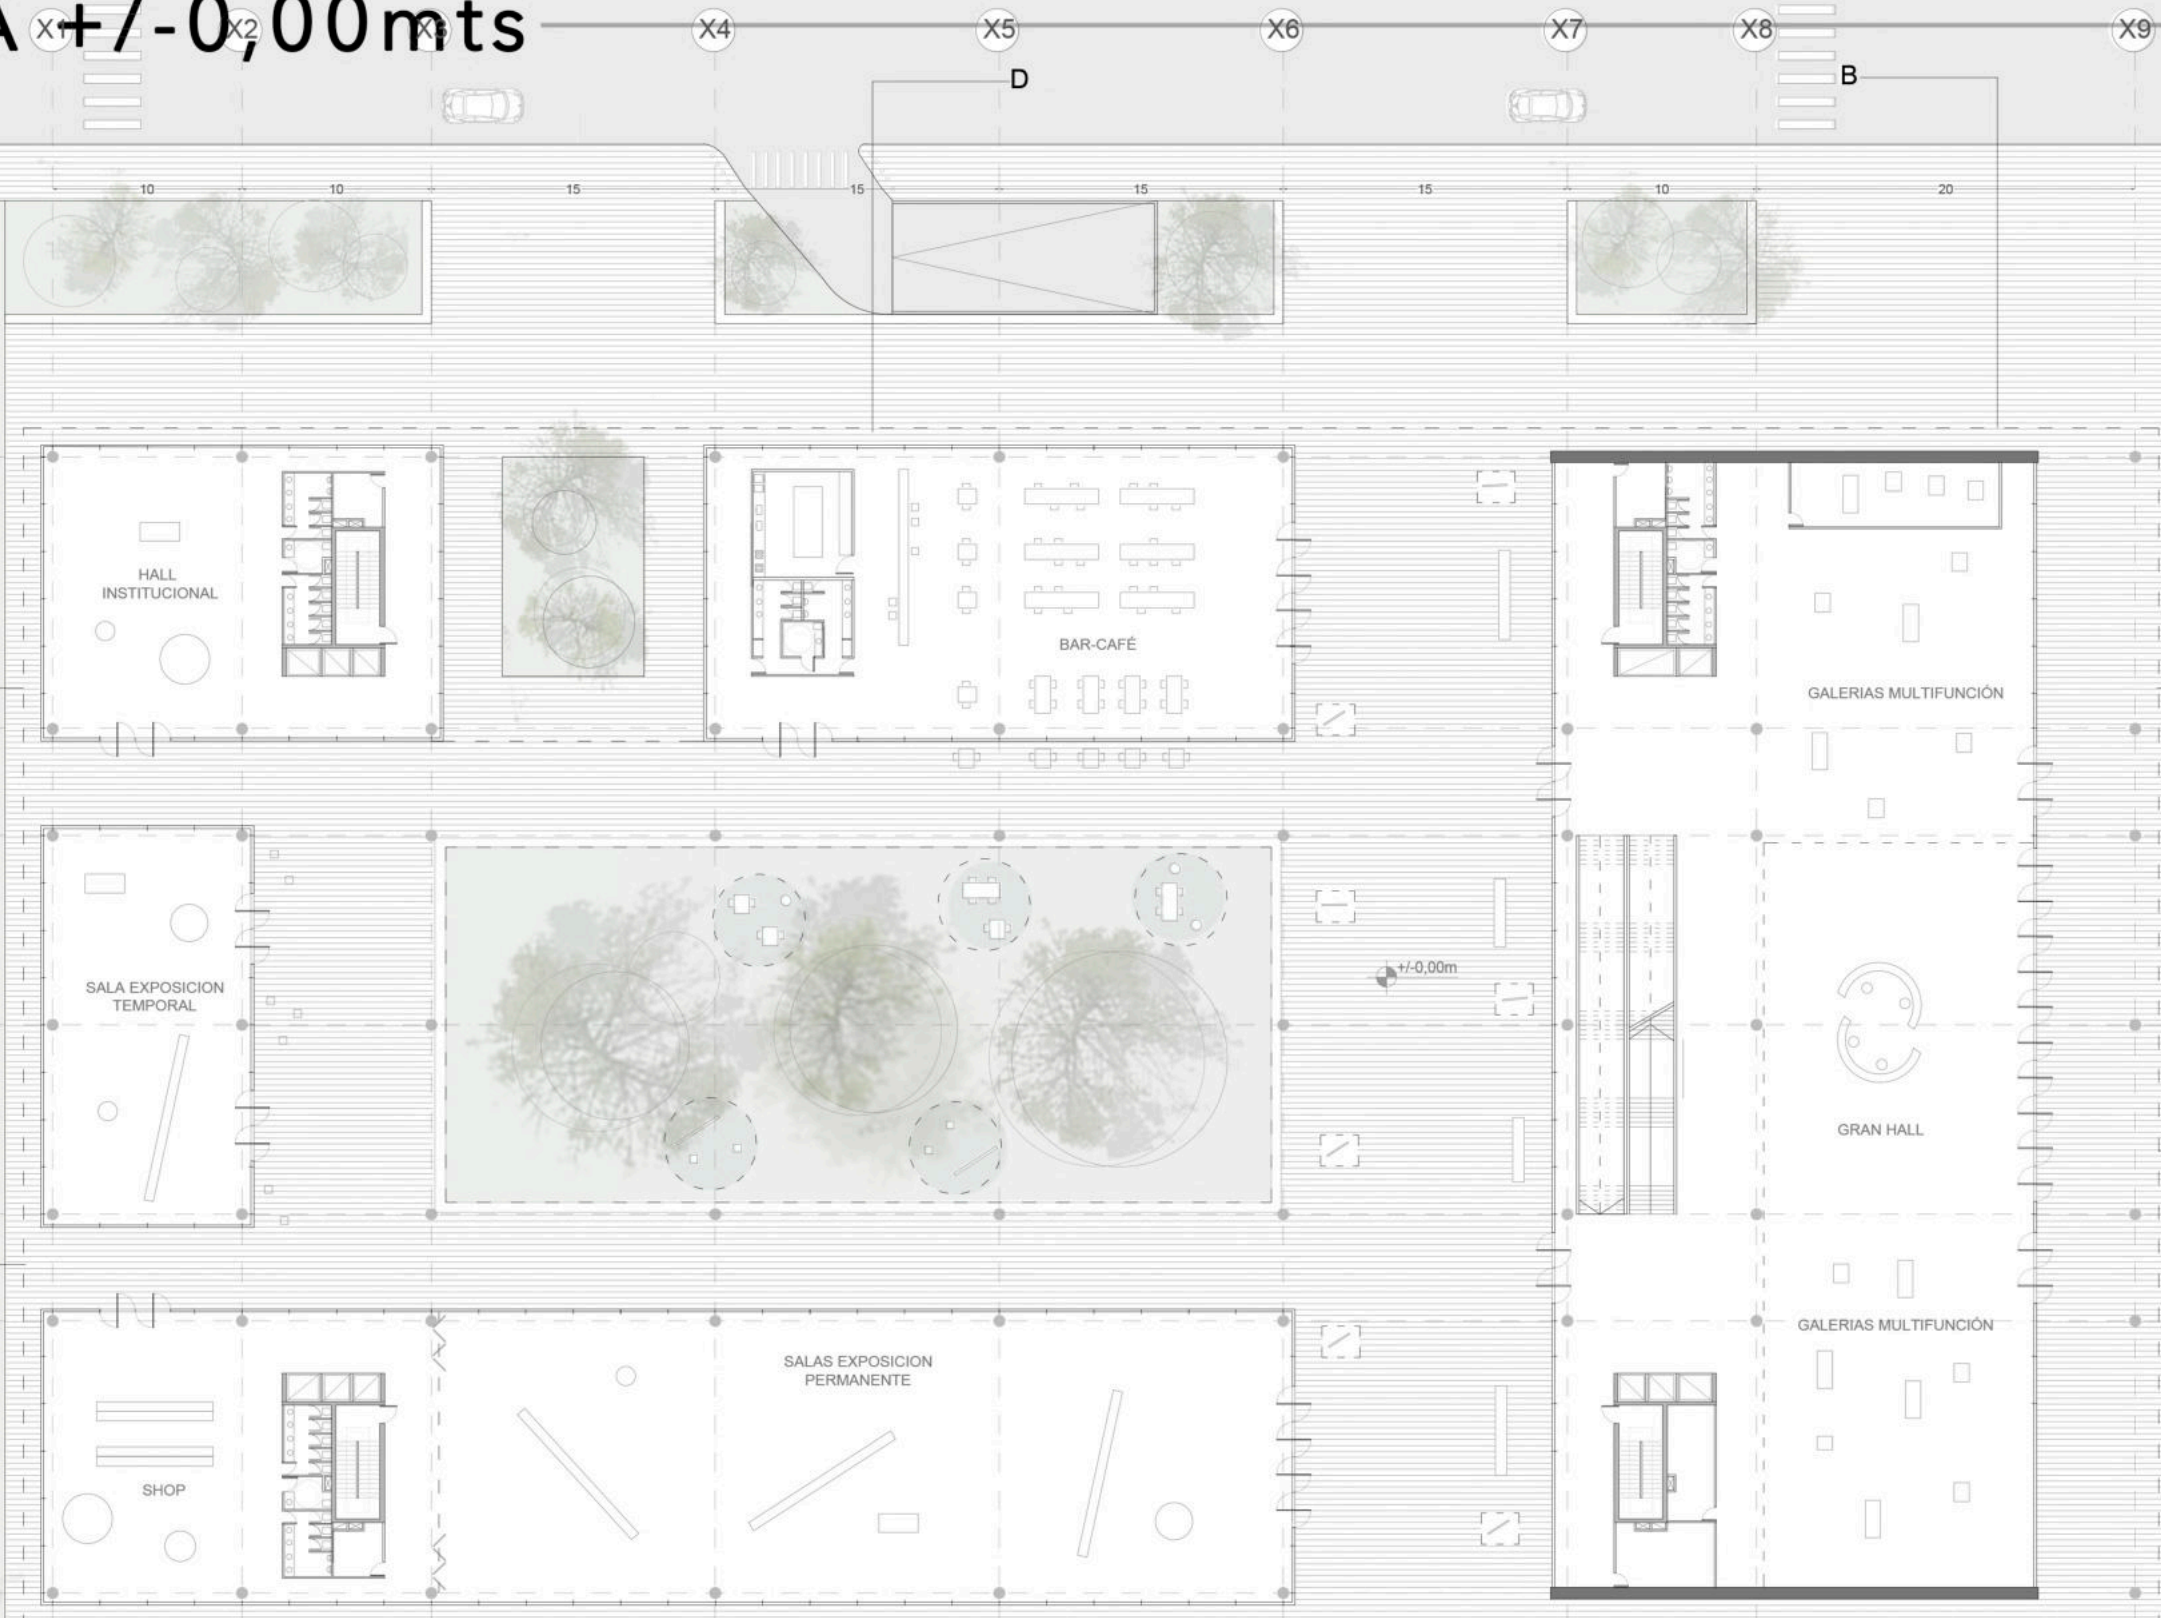 A +/-0,00mts
X1 X2 X3 X4 X5 X6 X7 X8 X9
D
B
10 10 15 15 15 15 10 20
HALL
INSTITUCIONAL
BAR-CAFÉ
GALERIAS MULTIFUNCIÓN
SALA EXPOSICION
TEMPORAL
+/-0,00m
GRAN HALL
GALERIAS MULTIFUNCIÓN
SALAS EXPOSICION
PERMANENTE
SHOP